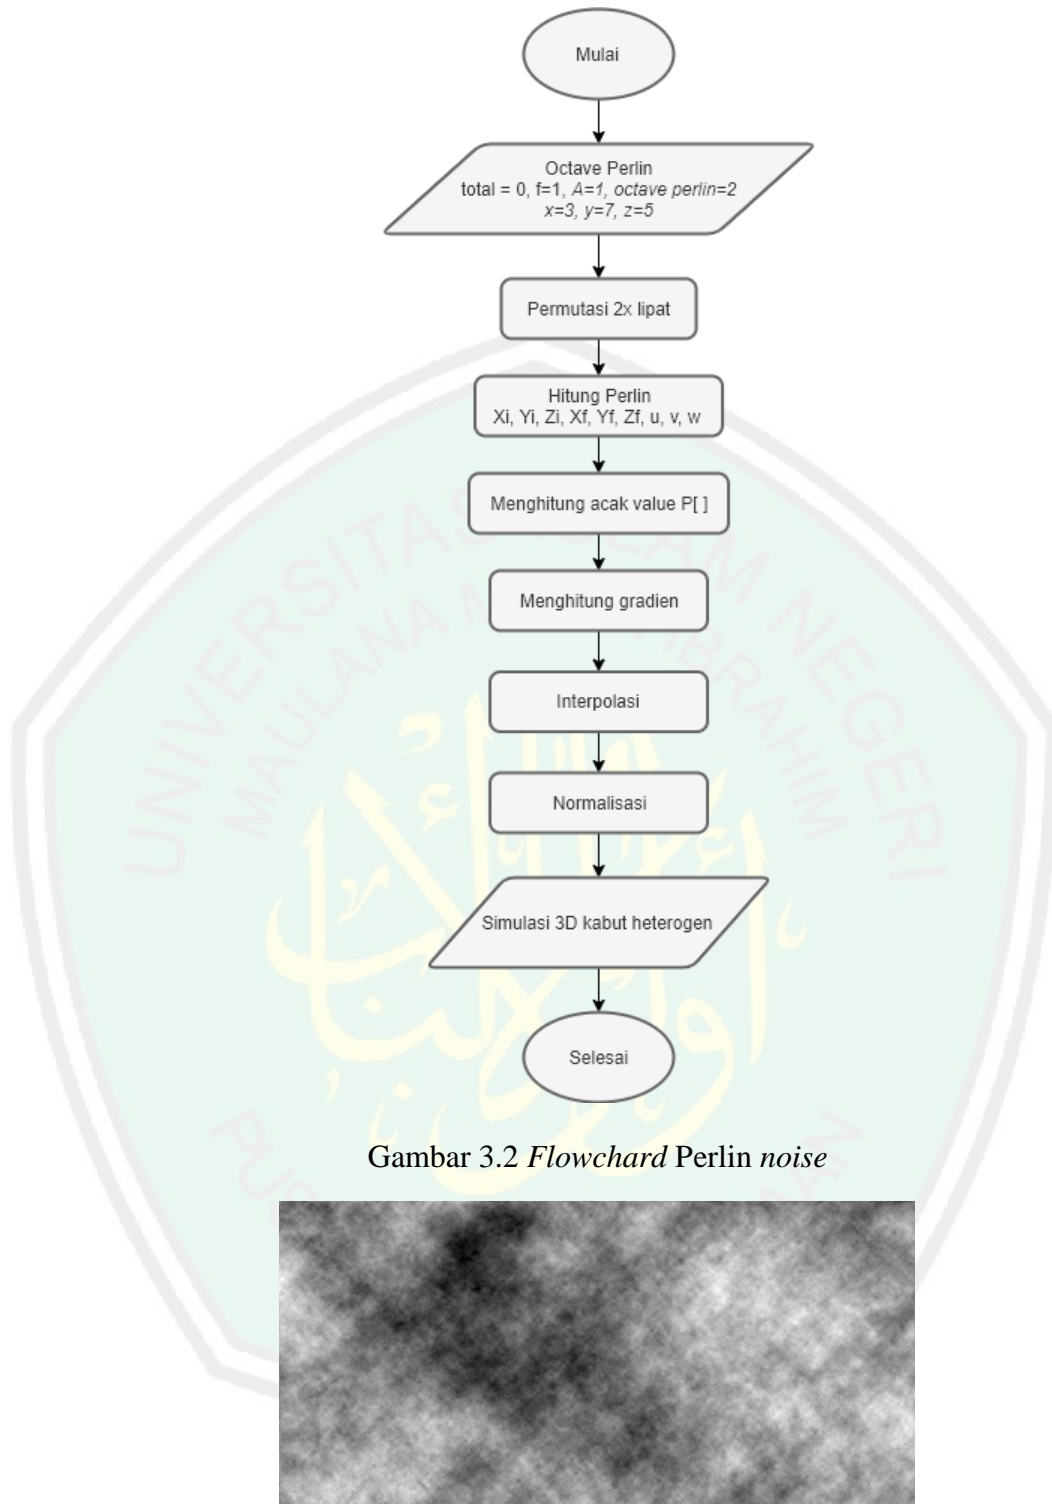 Mulai
Octave Perlin
total = 0, f=1, A=1, octave perlin=2
x=3, y=7, z=5
Permutasi 2x lipat
Hitung Perlin
Xi, Yi, Zi, Xf, Yf, Zf, u, v, w
Menghitung acak value P[ ]
Menghitung gradien
Interpolasi
Normalisasi
Simulasi 3D kabut heterogen
Selesai
Gambar 3.2 Flowchard Perlin noise